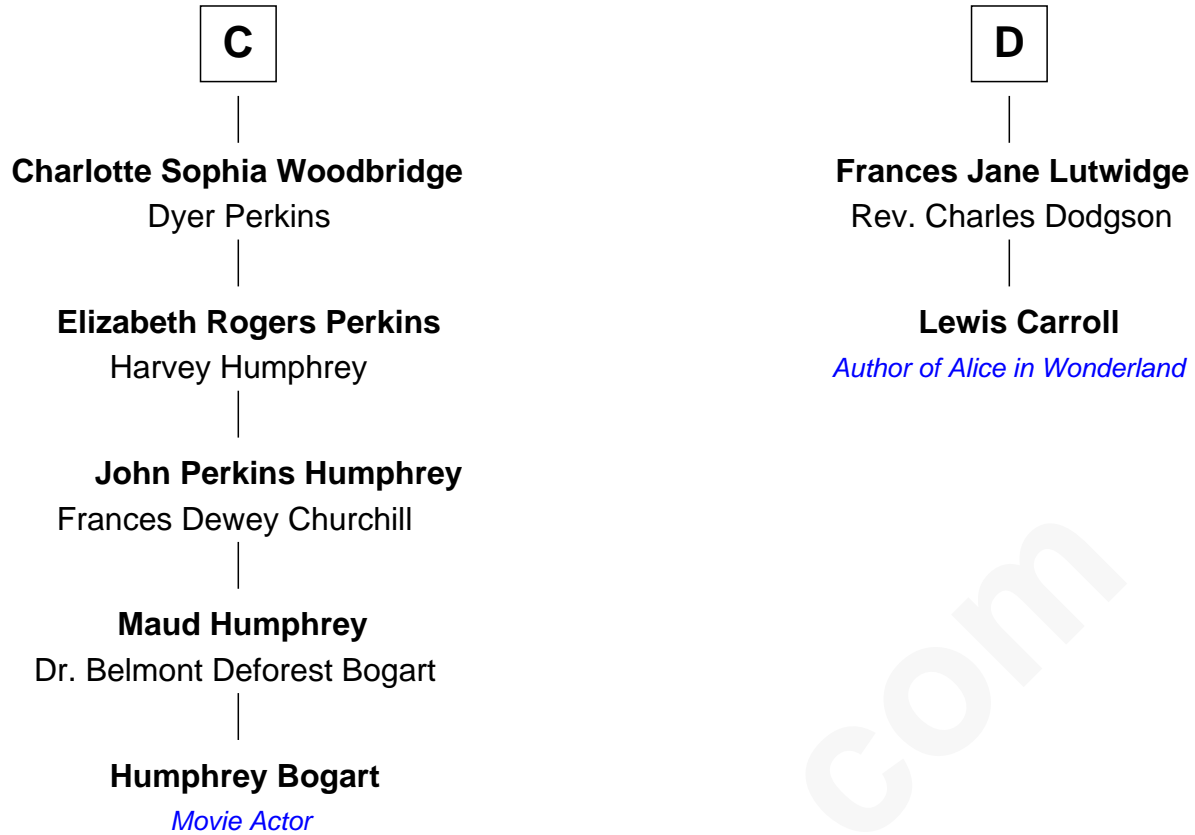 C
Charlotte Sophia Woodbridge
Dyer Perkins
Elizabeth Rogers Perkins
Harvey Humphrey
John Perkins Humphrey
Frances Dewey Churchill
Maud Humphrey
Dr. Belmont Deforest Bogart
Humphrey Bogart
Movie Actor
D
Frances Jane Lutwidge
Rev. Charles Dodgson
Lewis Carroll
Author of Alice in Wonderland
com